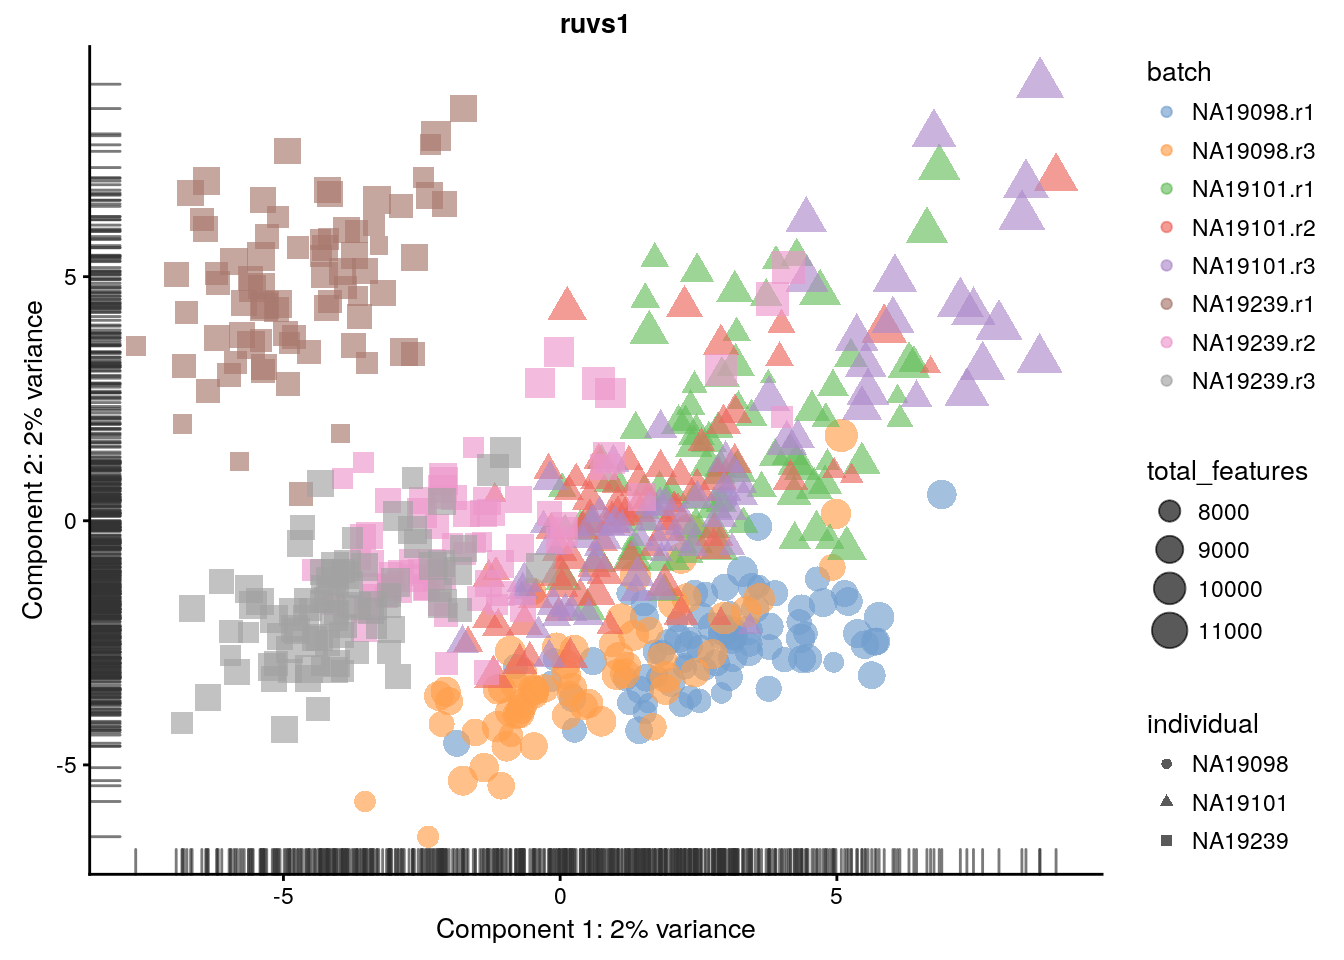 ruvs1
Component 2: 2% variance
5
0
-5
-5
0
5
Component 1: 2% variance
batch
NA19098.r1
NA19098.r3
NA19101.r1
NA19101.r2
NA19101.r3
NA19239.r1
NA19239.r2
NA19239.r3
total_features
8000
9000
10000
11000
individual
NA19098
NA19101
NA19239